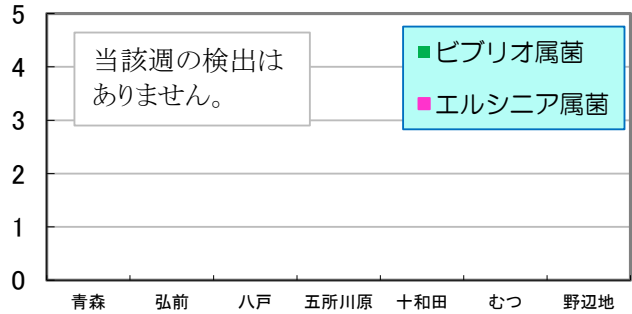 5
4
3
2
1
0
当該週の検出は
ありません。
ビブリオ属菌
エルシニア属菌
青森 弘前 八戸 五所川原 十和田 むつ 野辺地